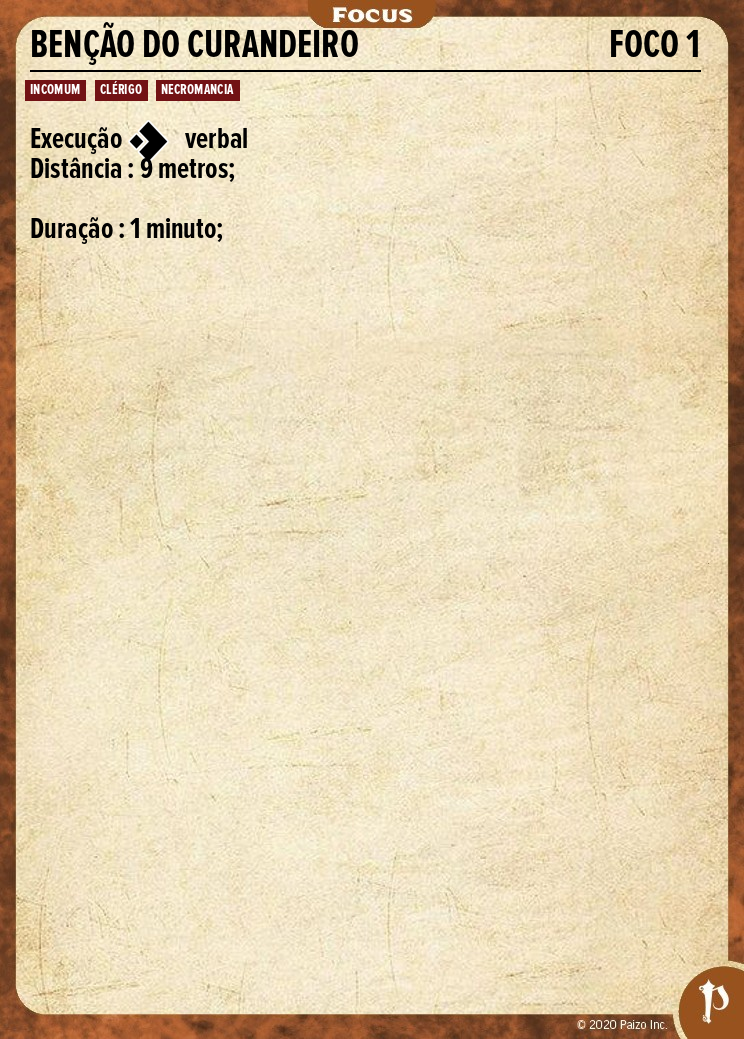 Focus
BENÇÃO DO CURANDEIRO FOCO 1
INCOMUM CLÉRIGO NECROMANCIA
Execução verbal
Distância : 9 metros;
Duração : 1 minuto;
© 2020 Paizo Inc.
P